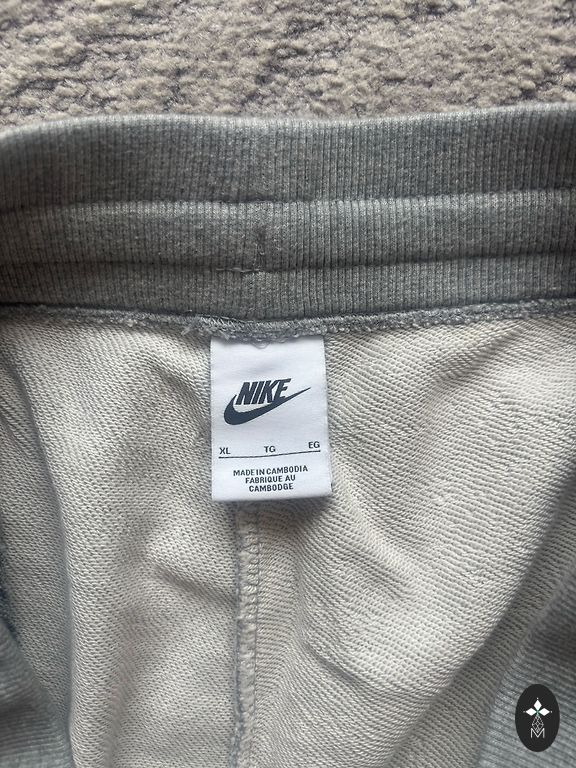 NIKE
XL TG EG
MADE IN CAMBODIA
FABRIQUE AU
CAMBODGE
M